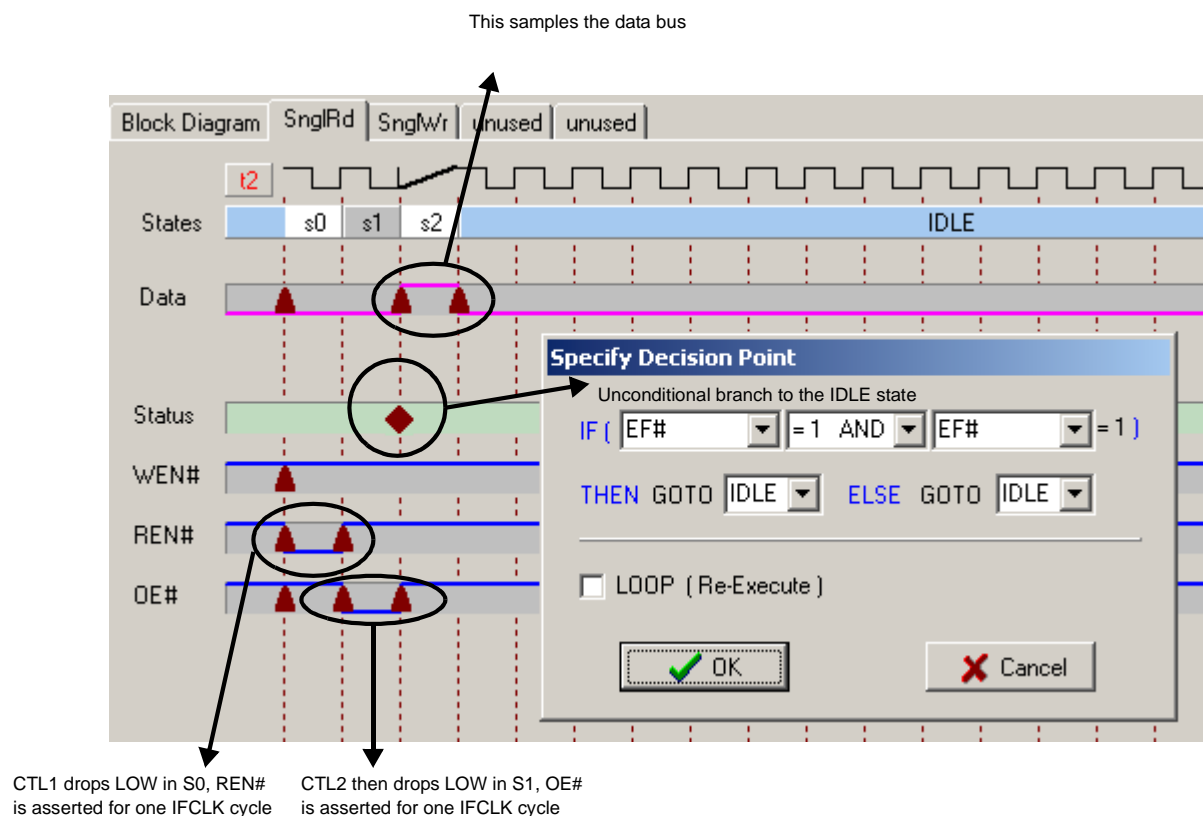 This samples the data bus
Block Diagram SnglRd SnglWr unused unused
t2
States s0 s1 s2 IDLE
Data
Specify Decision Point
Unconditional branch to the IDLE state
Status
IF ( EF# = 1 AND EF# = 1 )
WEN#
THEN GOTO IDLE ELSE GOTO IDLE
REN#
OE#
LOOP ( Re-Execute )
OK Cancel
CTL1 drops LOW in S0, REN#
is asserted for one IFCLK cycle
CTL2 then drops LOW in S1, OE#
is asserted for one IFCLK cycle